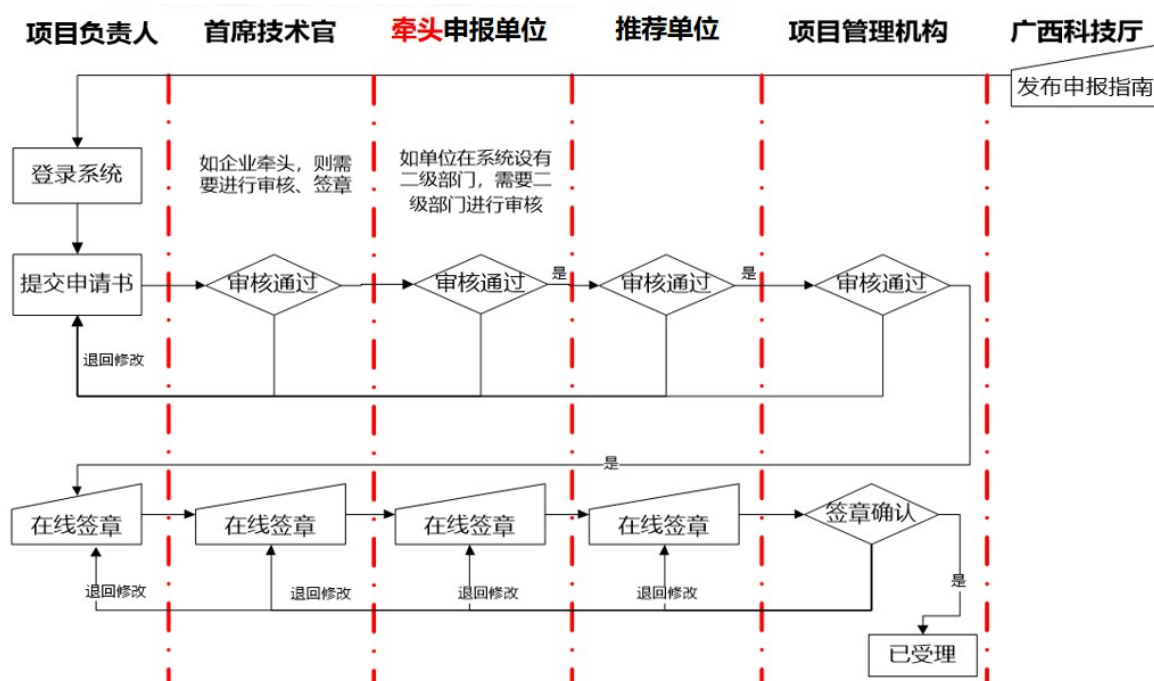 项目负责人
首席技术官
牵头申报单位
推荐单位
项目管理机构
广西科技厅
发布申报指南
登录系统
如企业牵头，则需
要进行审核、签章
如单位在系统设有
二级部门，需要二
级部门进行审核
提交申请书
审核通过
审核通过
是
审核通过
是
审核通过
退回修改
是
在线签章
在线签章
在线签章
在线签章
签章确认
退回修改
退回修改
退回修改
退回修改
是
已受理